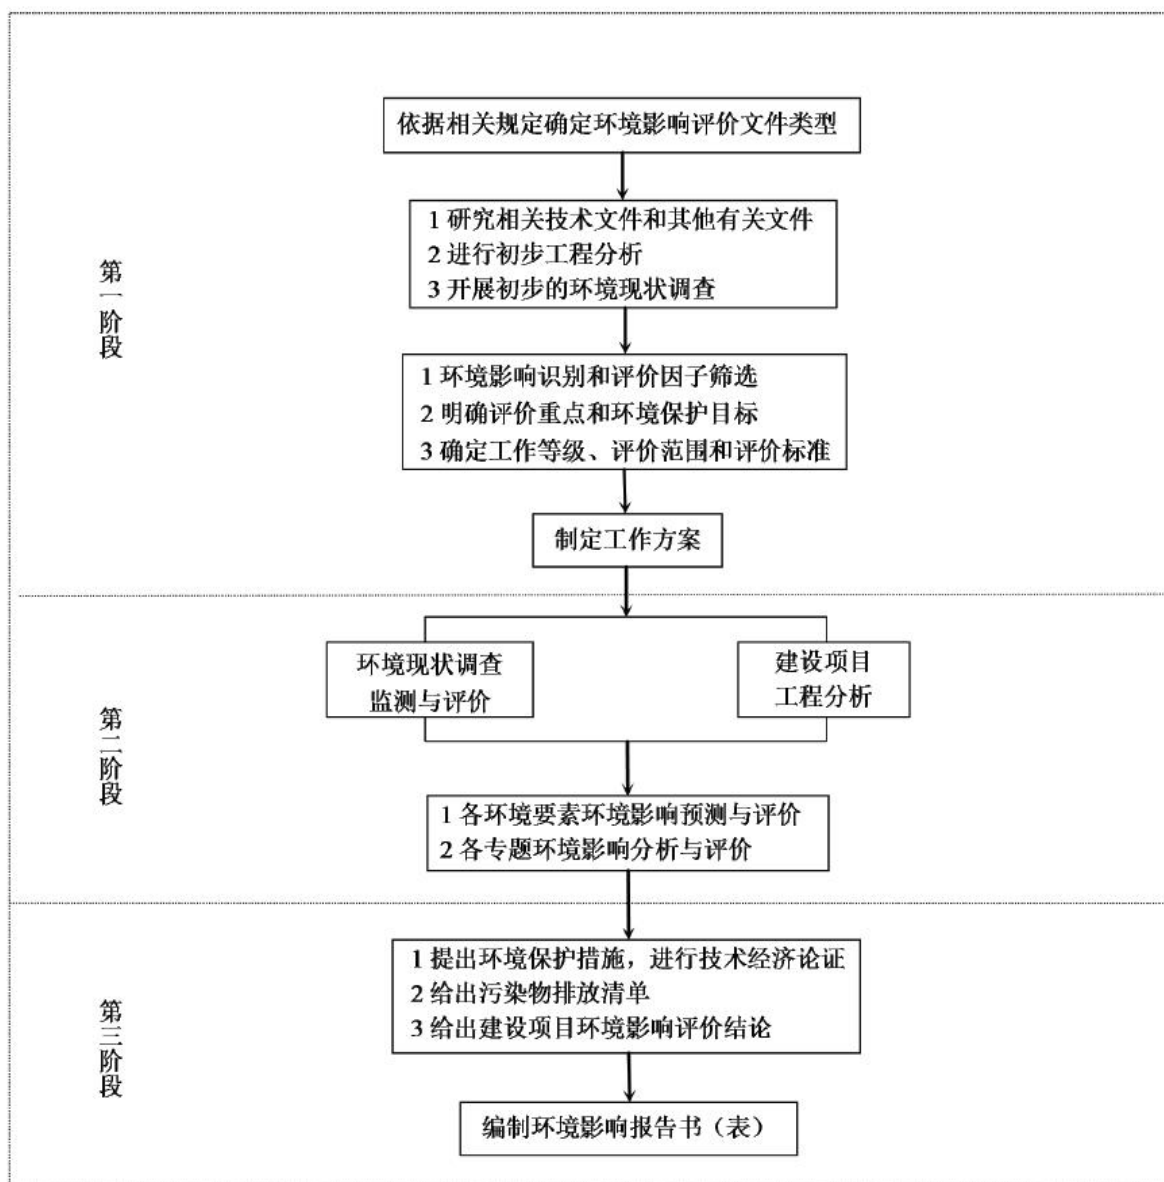 依据相关规定确定环境影响评价文件类型
1 研究相关技术文件和其他有关文件
2 进行初步工程分析
3 开展初步的环境现状调查
第一阶段
1 环境影响识别和评价因子筛选
2 明确评价重点和环境保护目标
3 确定工作等级、评价范围和评价标准
制定工作方案
环境现状调查
监测与评价
建设项目
工程分析
第二阶段
1 各环境要素环境影响预测与评价
2 各专题环境影响分析与评价
1 提出环境保护措施，进行技术经济论证
2 给出污染物排放清单
3 给出建设项目环境影响评价结论
第三阶段
编制环境影响报告书（表）